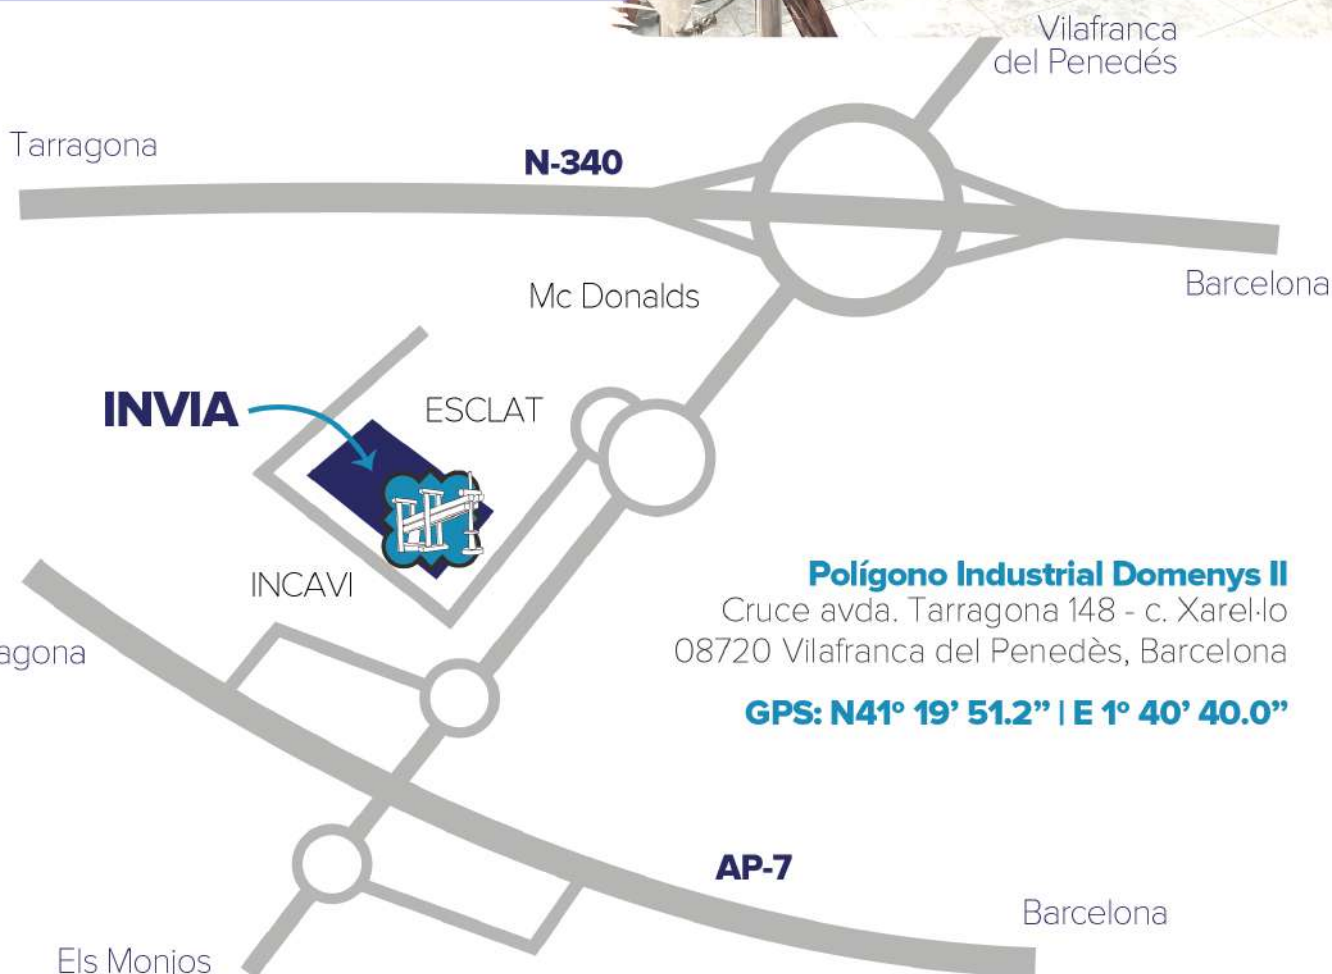 Vilafranca
del Penedés
Tarragona
N-340
Barcelona
Mc Donalds
INVIA
ESCLAT
INCAVI
Polígono Industrial Domenys II
Cruce avda. Tarragona 148 - c. Xarel·lo
08720 Vilafranca del Penedès, Barcelona
agona
GPS: N41º 19’ 51.2” | E 1º 40’ 40.0”
AP-7
Barcelona
Els Monjos